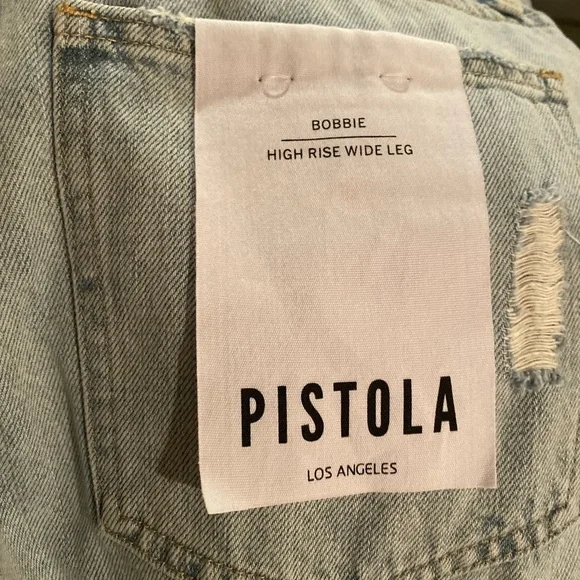 BOBBIE
HIGH RISE WIDE LEG
PISTOLA
LOS ANGELES